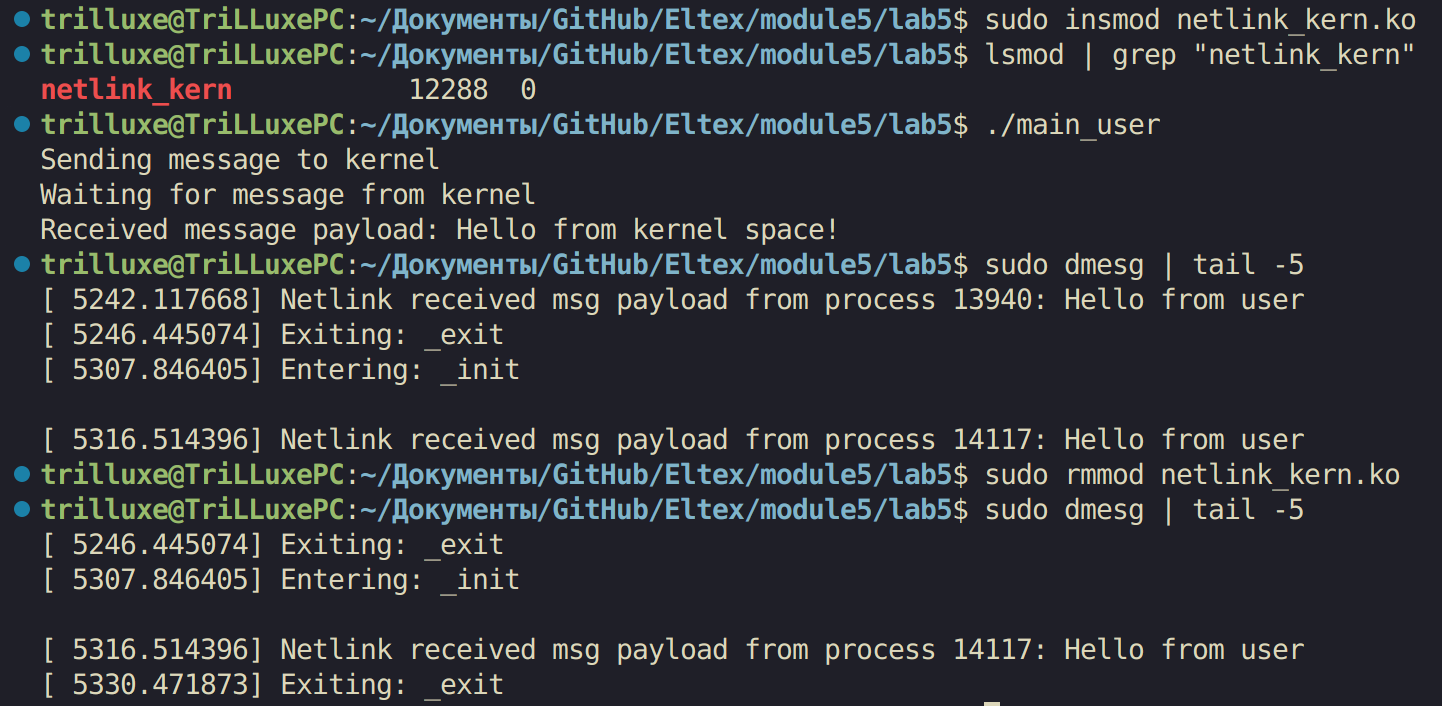 trilluxe@TriLLuxePC:~/Документы/GitHub/Eltex/module5/lab5$ sudo insmod netlink_kern.ko
trilluxe@TriLLuxePC:~/Документы/GitHub/Eltex/module5/lab5$ lsmod | grep "netlink_kern"
netlink_kern           12288  0
trilluxe@TriLLuxePC:~/Документы/GitHub/Eltex/module5/lab5$ ./main_user
Sending message to kernel
Waiting for message from kernel
Received message payload: Hello from kernel space!
trilluxe@TriLLuxePC:~/Документы/GitHub/Eltex/module5/lab5$ sudo dmesg | tail -5
[ 5242.117668] Netlink received msg payload from process 13940: Hello from user
[ 5246.445074] Exiting: _exit
[ 5307.846405] Entering: _init

[ 5316.514396] Netlink received msg payload from process 14117: Hello from user
trilluxe@TriLLuxePC:~/Документы/GitHub/Eltex/module5/lab5$ sudo rmmod netlink_kern.ko
trilluxe@TriLLuxePC:~/Документы/GitHub/Eltex/module5/lab5$ sudo dmesg | tail -5
[ 5246.445074] Exiting: _exit
[ 5307.846405] Entering: _init

[ 5316.514396] Netlink received msg payload from process 14117: Hello from user
[ 5330.471873] Exiting: _exit